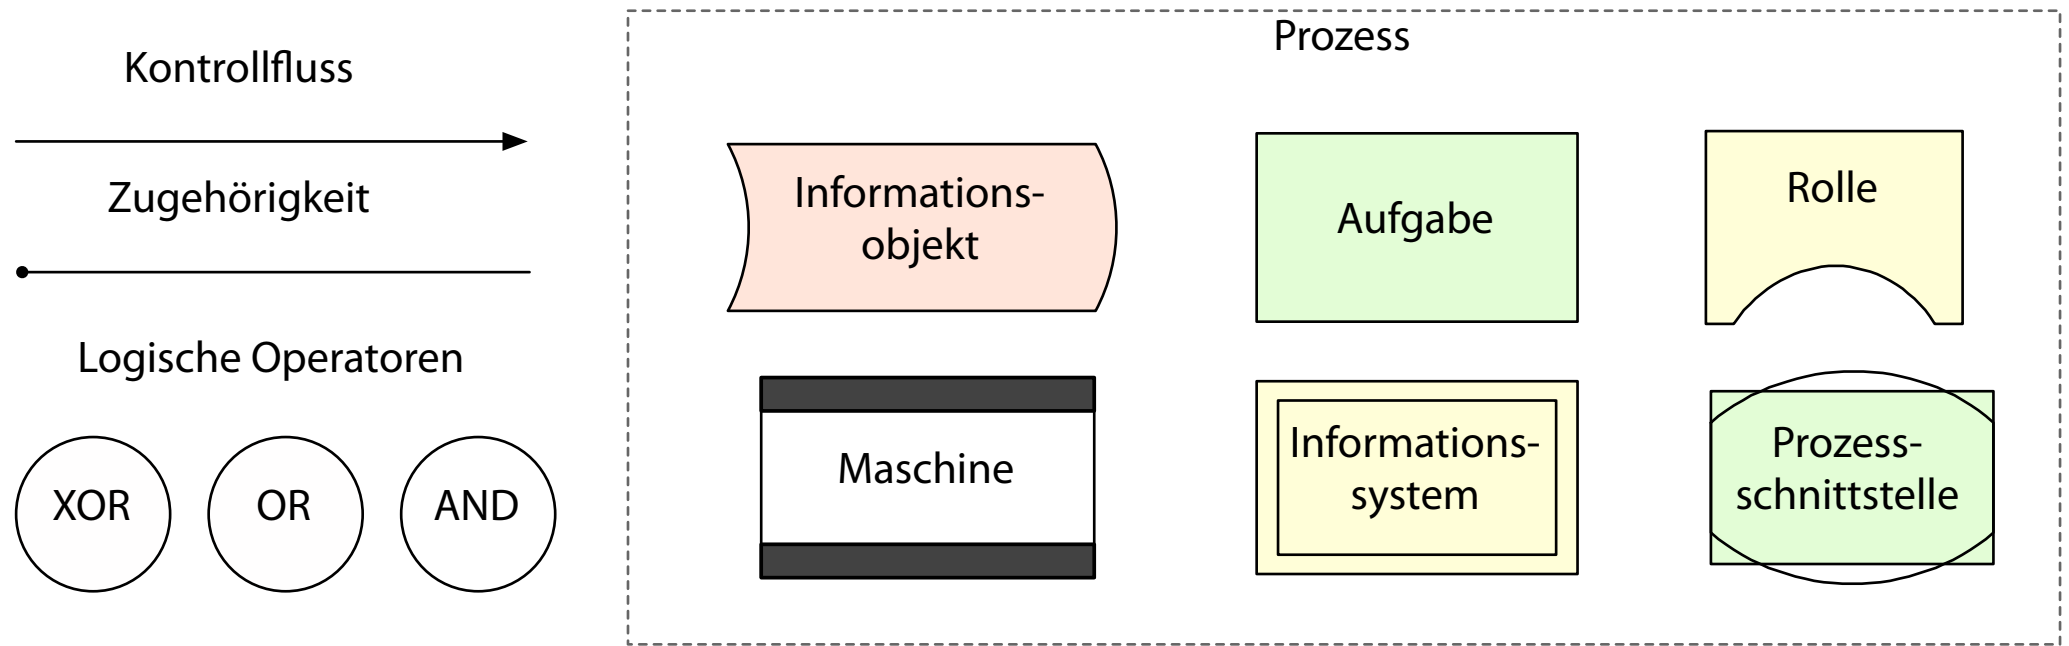 Kontrollfluss
Zugehörigkeit
Logische Operatoren
XOR
OR
AND
Prozess
Informations-
objekt
Aufgabe
Rolle
Maschine
Informations-
system
Prozess-
schnittstelle